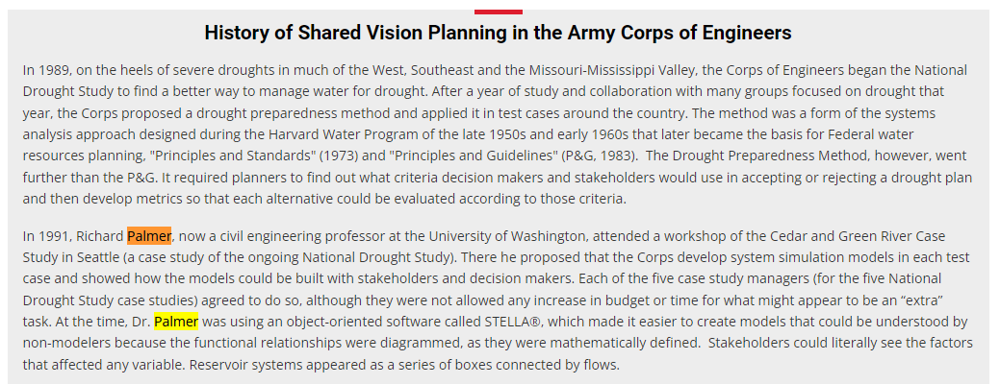 History of Shared Vision Planning in the Army Corps of Engineers
In 1989, on the heels of severe droughts in much of the West, Southeast and the Missouri-Mississippi Valley, the Corps of Engineers began the National
Drought Study to find a better way to manage water for drought. After a year of study and collaboration with many groups focused on drought that
year, the Corps proposed a drought preparedness method and applied it in test cases around the country. The method was a form of the systems
analysis approach designed during the Harvard Water Program of the late 1950s and early 1960s that later became the basis for Federal water
resources planning, "Principles and Standards" (1973) and "Principles and Guidelines" (P&G, 1983).  The Drought Preparedness Method, however, went
further than the P&G. It required planners to find out what criteria decision makers and stakeholders would use in accepting or rejecting a drought plan
and then develop metrics so that each alternative could be evaluated according to those criteria.
In 1991, Richard Palmer, now a civil engineering professor at the University of Washington, attended a workshop of the Cedar and Green River Case
Study in Seattle (a case study of the ongoing National Drought Study). There he proposed that the Corps develop system simulation models in each test
case and showed how the models could be built with stakeholders and decision makers. Each of the five case study managers (for the five National
Drought Study case studies) agreed to do so, although they were not allowed any increase in budget or time for what might appear to be an “extra”
task. At the time, Dr. Palmer was using an object-oriented software called STELLA®, which made it easier to create models that could be understood by
non-modelers because the functional relationships were diagrammed, as they were mathematically defined.  Stakeholders could literally see the factors
that affected any variable. Reservoir systems appeared as a series of boxes connected by flows.